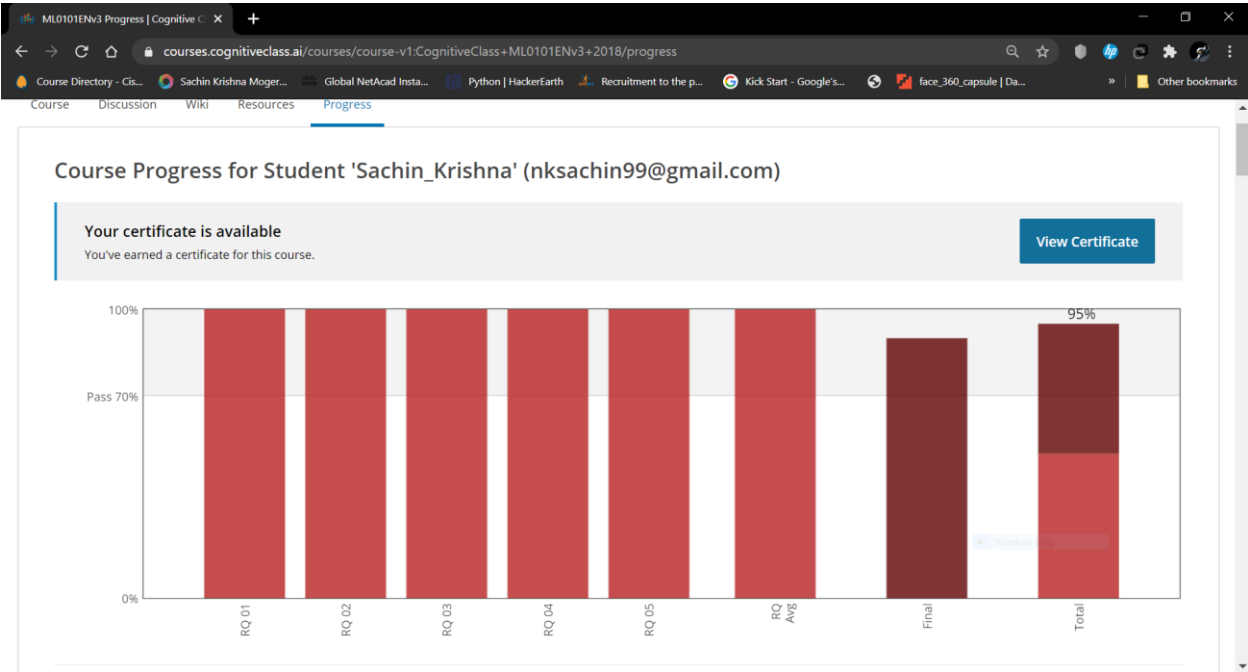 ML0101ENv3 Progress | Cognitive C
courses.cognitiveclass.ai/courses/course-v1:CognitiveClass+ML0101ENv3+2018/progress
Course Directory - Cis... Sachin Krishna Moger... Global NetAcad Insta... Python | HackerEarth Recruitment to the p... Kick Start - Google's... face_360_capsule | Da... » Other bookmarks
Course Discussion Wiki Resources Progress
Course Progress for Student 'Sachin_Krishna' (nksachin99@gmail.com)
Your certificate is available
You've earned a certificate for this course.
View Certificate
100%
95%
Pass 70%
Window Snip
0%
RQ 01
RQ 02
RQ 03
RQ 04
RQ 05
RQ
Avg
Final
Total